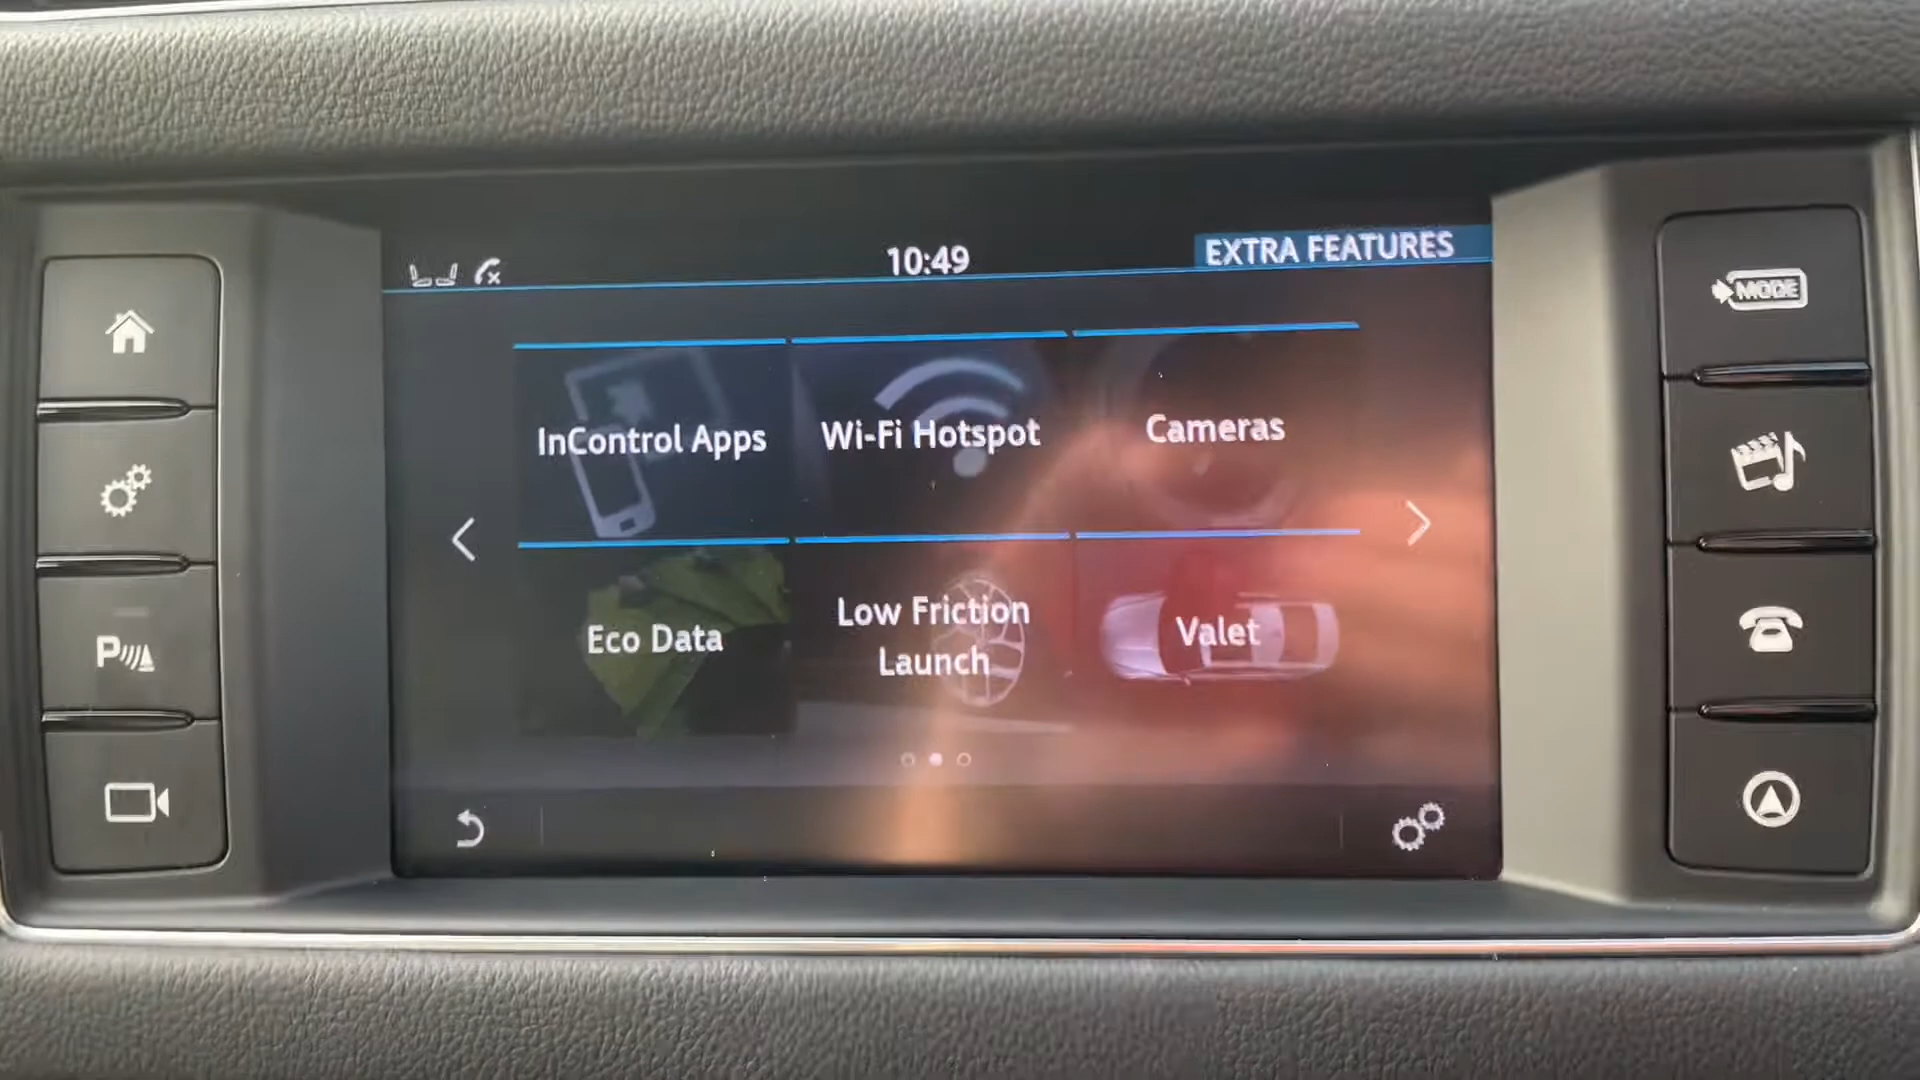 10:49
EXTRA FEATURES
MODE
InControl Apps
Wi-Fi Hotspot
Cameras
Eco Data
Low Friction
Launch
Valet
P